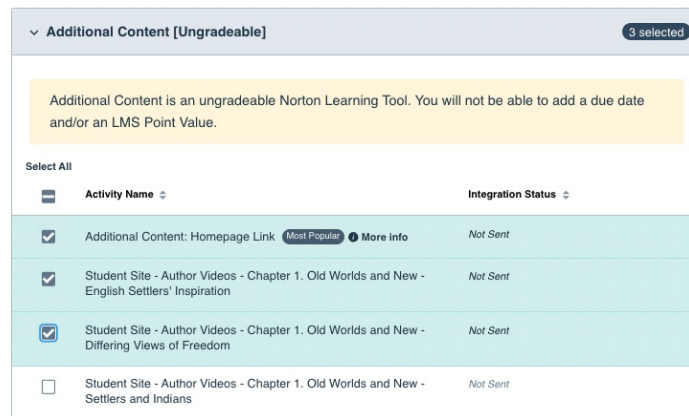 Additional Content [Ungradeable]
3 selected
Additional Content is an ungradeable Norton Learning Tool. You will not be able to add a due date
and/or an LMS Point Value.
Select All
Activity Name
Integration Status
Additional Content: Homepage Link Most Popular More info
Not Sent
Student Site - Author Videos - Chapter 1. Old Worlds and New -
English Settlers' Inspiration
Not Sent
Student Site - Author Videos - Chapter 1. Old Worlds and New -
Differing Views of Freedom
Not Sent
Student Site - Author Videos - Chapter 1. Old Worlds and New -
Settlers and Indians
Not Sent